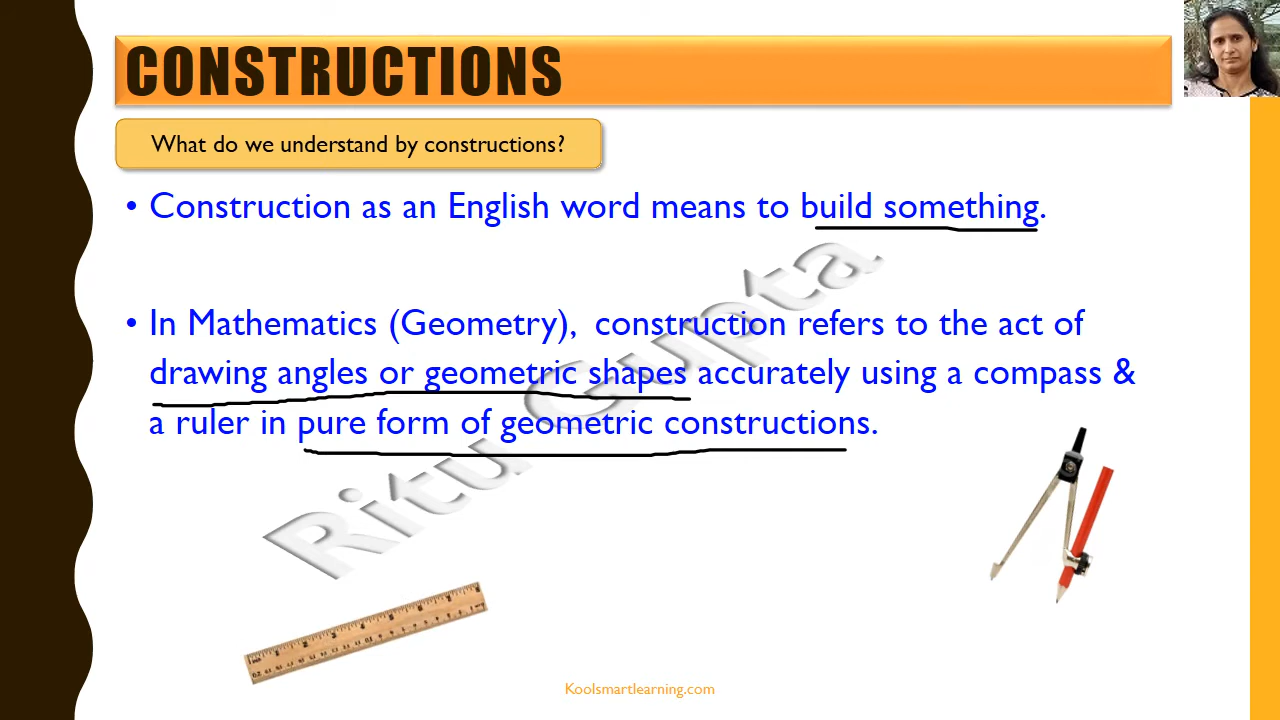 CONSTRUCTIONS
What do we understand by constructions?
• Construction as an English word means to build something.
• In Mathematics (Geometry), construction refers to the act of
drawing angles or geometric shapes accurately using a compass &
a ruler in pure form of geometric constructions.
Ritu Gupta
Koolsmartlearning.com